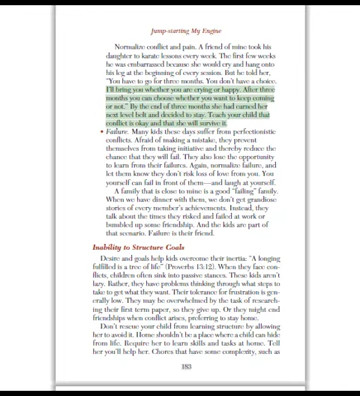 Jump-starting My Engine
Normalize conflict and pain. A friend of mine took his
daughter to karate lessons every week. The first few weeks
he was embarrassed because she would cry and hang onto
his leg at the beginning of every session. But he told her,
"You have to go for three months. You don't have a choice.
I'll bring you whether you are crying or happy. After three
months you can choose whether you want to keep coming
or not." By the end of three months she had earned her
next level belt and decided to stay. Teach your child that
conflict is okay and that she will survive it.
• Failure. Many kids these days suffer from perfectionistic
conflicts. Afraid of making a mistake, they prevent
themselves from taking initiative and thereby reduce the
chance that they will fail. They also lose the opportunity
to learn from their failures. Again, normalize failure, and
let them know they don't risk loss of love from you. You
yourself can fail in front of them—and laugh at yourself.
A family that is close to mine is a good "failing" family.
When we have dinner with them, we don't get grandiose
stories of every member's achievements. Instead, they
talk about the times they risked and failed at work or
bungled up some friendship. And the kids are part of
that scenario. Failure is their friend.
Inability to Structure Goals
Desire and goals help kids overcome their inertia: "A longing
fulfilled is a tree of life" (Proverbs 13:12). When they face con-
flicts, children often sink into passive stances. These kids aren't
lazy. Rather, they have problems thinking through what steps to
take to get what they want. Their tolerance for frustration is gen-
erally low. They may be overwhelmed by the task of research-
ing their first term paper, so they give up. Or they might end
friendships when conflict arises, preferring to stay home.
Don't rescue your child from learning structure by allowing
her to avoid it. Home shouldn't be a place where a child can hide
from life. Require her to learn skills and tasks at home. Tell
her you'll help her. Chores that have some complexity, such as
183